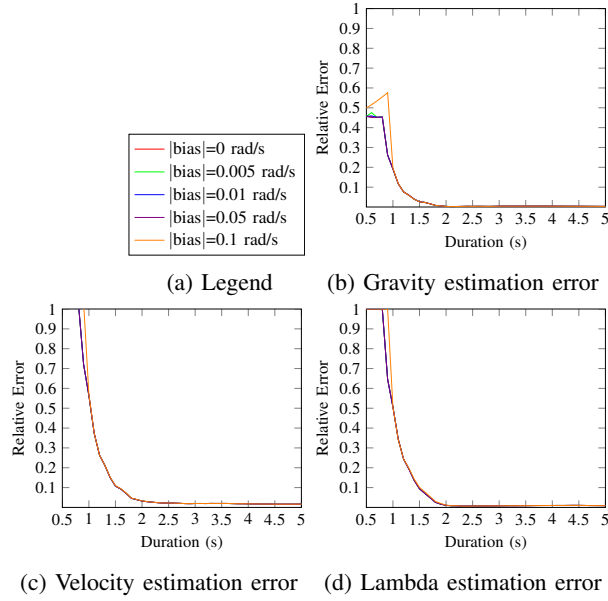 |bias|=0 rad/s
|bias|=0.005 rad/s
|bias|=0.01 rad/s
|bias|=0.05 rad/s
|bias|=0.1 rad/s
(a) Legend
1
0.9
0.8
0.7
0.6
0.5
0.4
0.3
0.2
0.1
Relative Error
0.5 1 1.5 2 2.5 3 3.5 4 4.5 5
Duration (s)
(b) Gravity estimation error
1
0.9
0.8
0.7
0.6
0.5
0.4
0.3
0.2
0.1
Relative Error
0.5 1 1.5 2 2.5 3 3.5 4 4.5 5
Duration (s)
(c) Velocity estimation error
1
0.9
0.8
0.7
0.6
0.5
0.4
0.3
0.2
0.1
Relative Error
0.5 1 1.5 2 2.5 3 3.5 4 4.5 5
Duration (s)
(d) Lambda estimation error